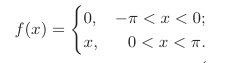 f(x) = { 0, −π < x < 0;
x, 0 < x < π.